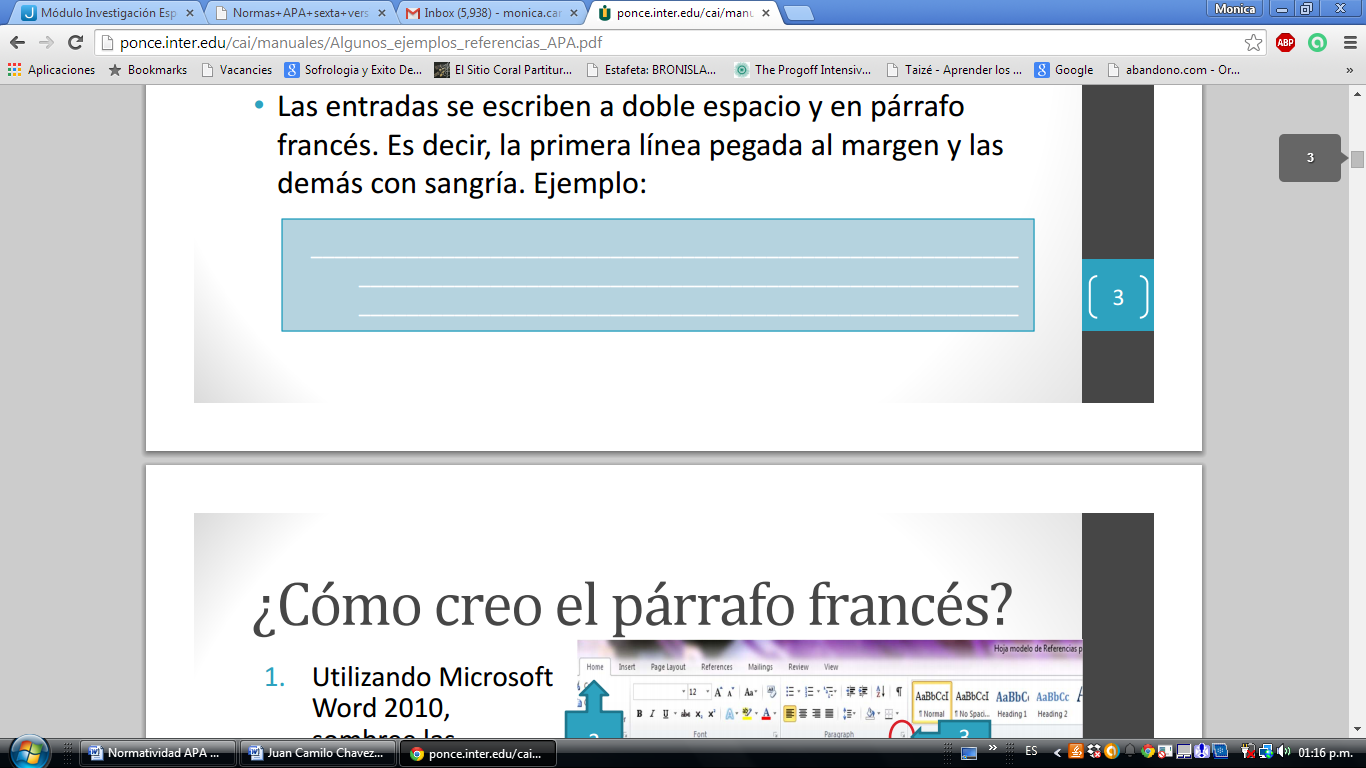 Módulo Investigación Esp
Normas+APA+sexta+vers
Inbox (5,938) - monica.car
ponce.inter.edu/cai/manu
Monica
ponce.inter.edu/cai/manuales/Algunos_ejemplos_referencias_APA.pdf
ABP
Aplicaciones
Bookmarks
Vacancies
Sofrologia y Exito De...
El Sitio Coral Partitur...
Estafeta: BRONISLA...
The Progoff Intensiv...
Taizé - Aprender los ...
Google
abandono.com - Or...
»
• Las entradas se escriben a doble espacio y en párrafo
francés. Es decir, la primera línea pegada al margen y las
demás con sangría. Ejemplo:
3
3
¿Cómo creo el párrafo francés?
1. Utilizando Microsoft
Word 2010,
Hoja modelo de Referencias p
Home Insert Page Layout References Mailings Review View
12
AaBbCcI AaBbCcI AaBbC AaBbCc
¶ Normal ¶ No Spaci... Heading 1 Heading 2
Font Paragraph
Normatividad APA ...
Juan Camilo Chavez...
ponce.inter.edu/cai...
ES
01:16 p.m.